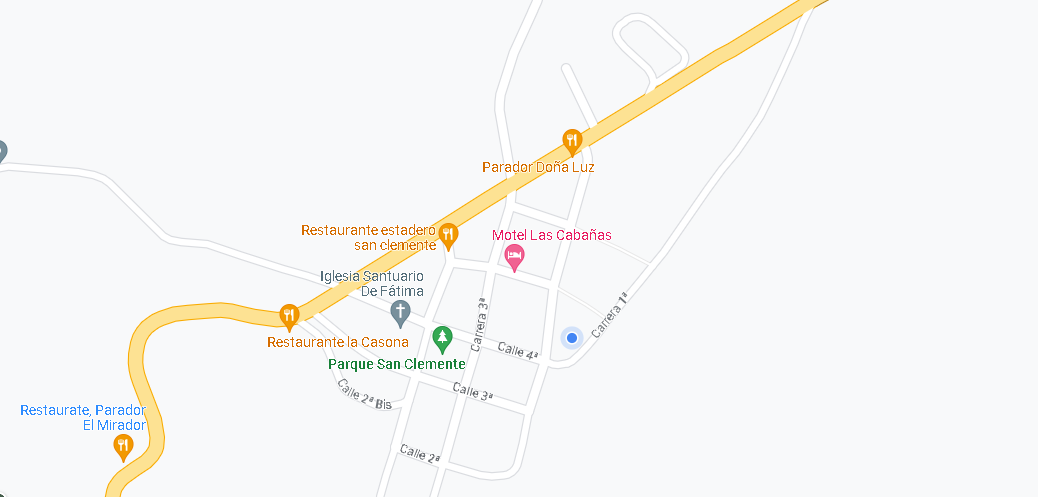 Parador Doña Luz
Restaurante estadero
san clemente
Motel Las Cabañas
Iglesia Santuario
De Fátima
Carrera 3ª
Carrera 1ª
Restaurante la Casona
Calle 4ª
Parque San Clemente
Calle 2ª Bis
Calle 3ª
Restaurate, Parador
El Mirador
Calle 2ª